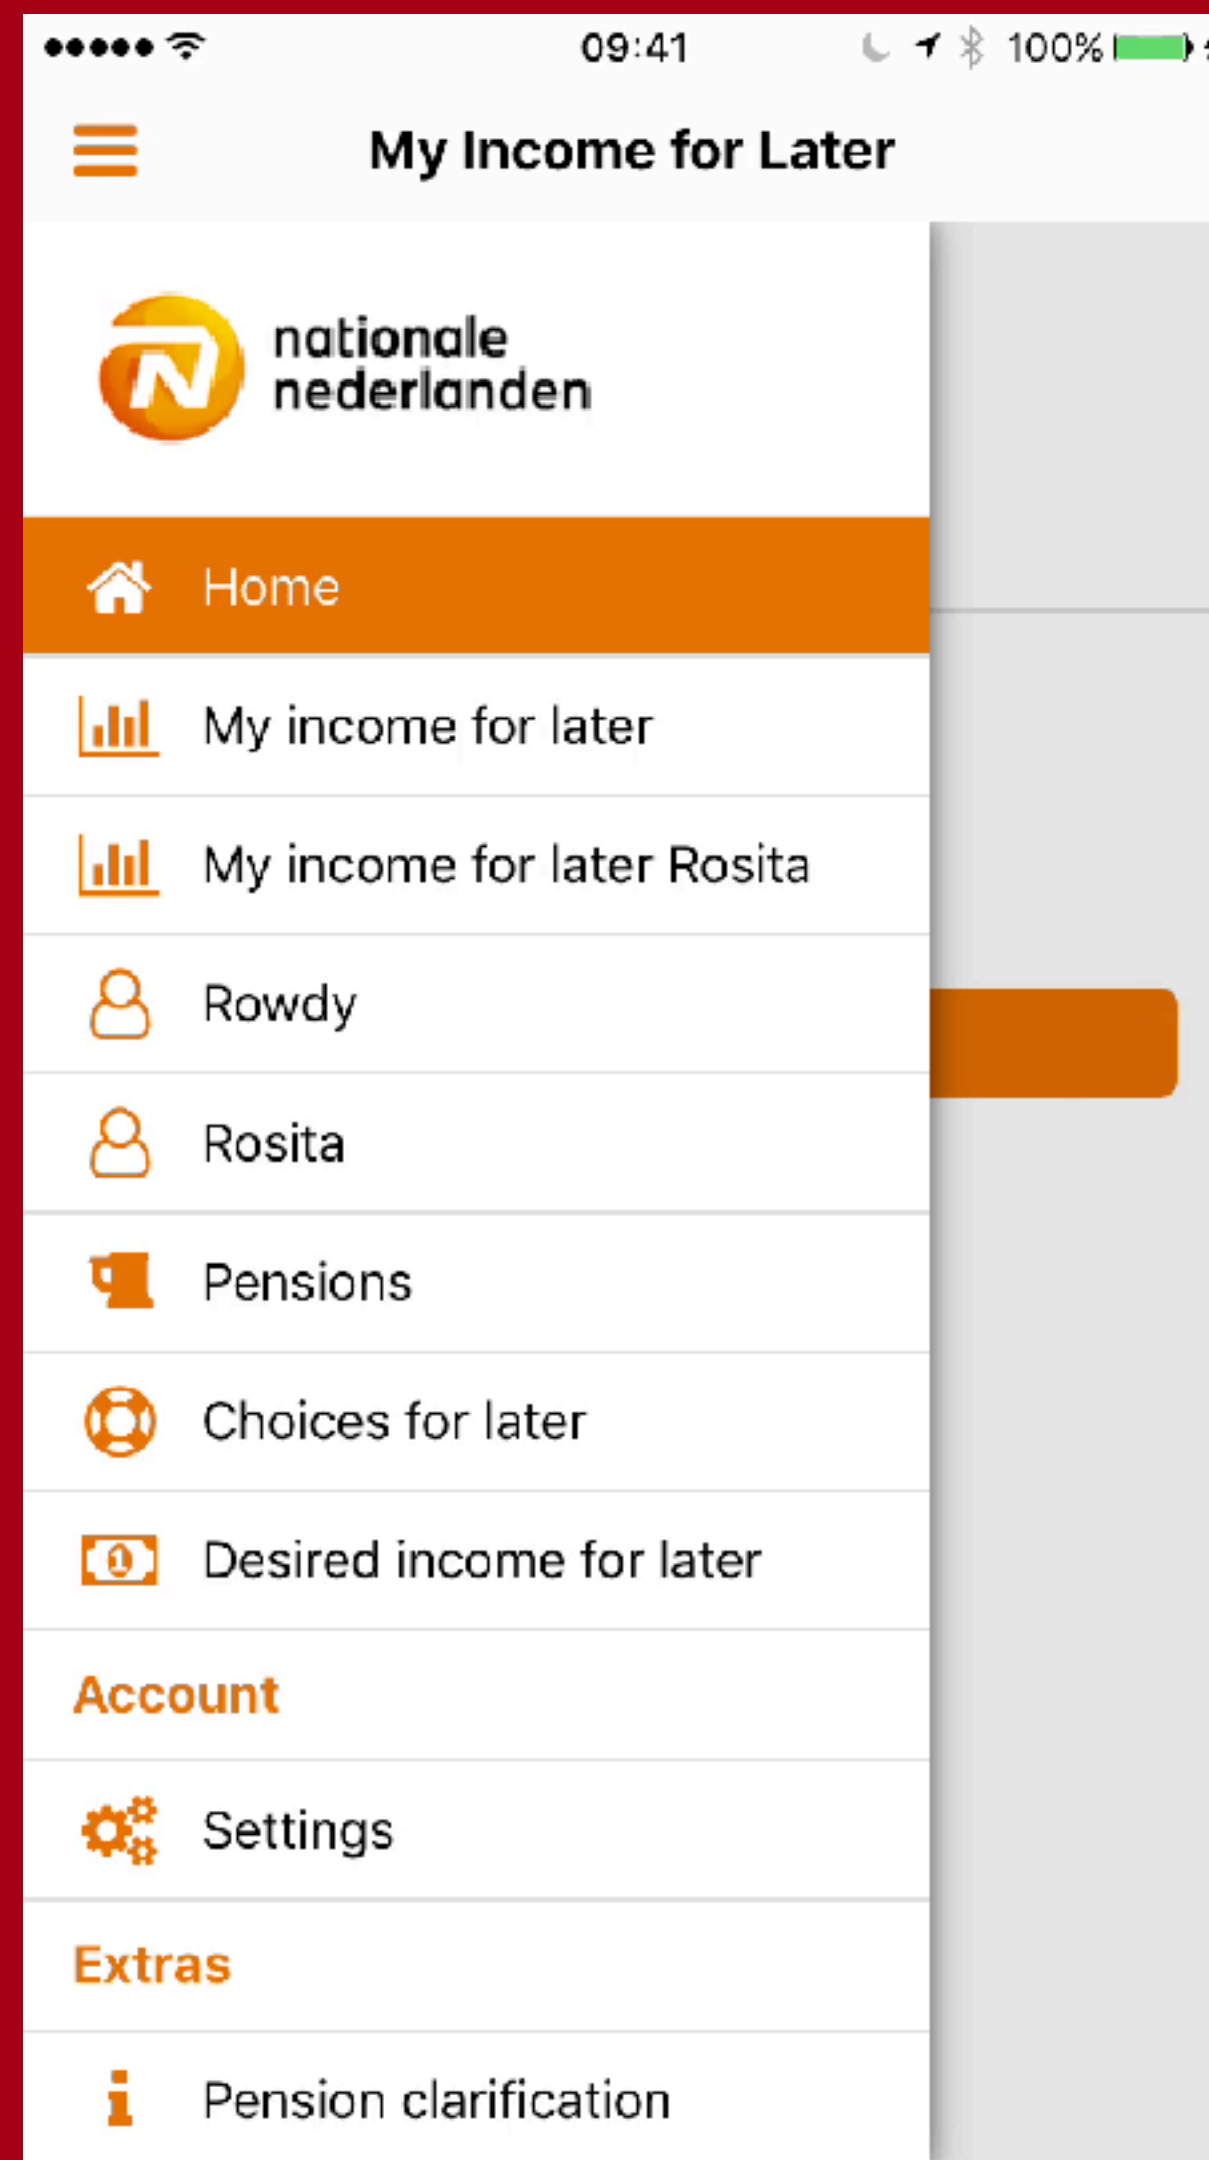 09:41
100%
My Income for Later
nationale
nederlanden
Home
My income for later
My income for later Rosita
Rowdy
Rosita
Pensions
Choices for later
Desired income for later
Account
Settings
Extras
Pension clarification